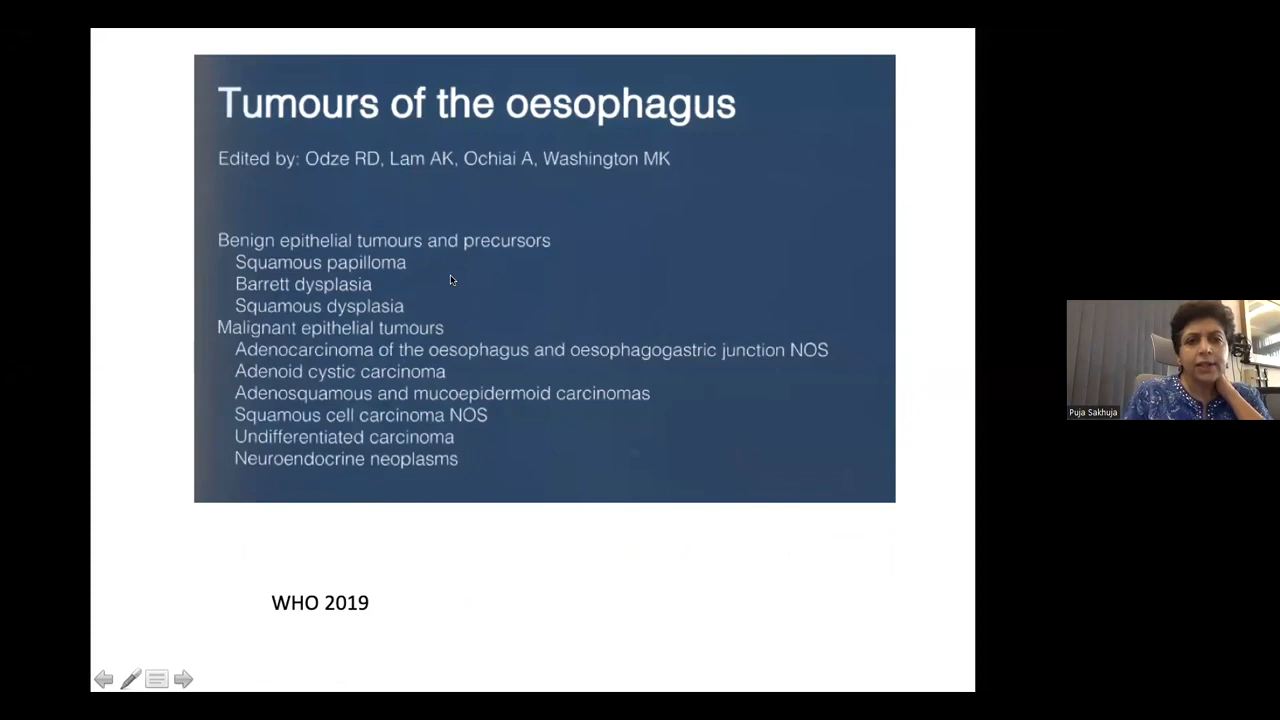 Tumours of the oesophagus
Edited by: Odze RD, Lam AK, Ochiai A, Washington MK
Benign epithelial tumours and precursors
Squamous papilloma
Barrett dysplasia
Squamous dysplasia
Malignant epithelial tumours
Adenocarcinoma of the oesophagus and oesophagogastric junction NOS
Adenoid cystic carcinoma
Adenosquamous and mucoepidermoid carcinomas
Squamous cell carcinoma NOS
Undifferentiated carcinoma
Neuroendocrine neoplasms
WHO 2019
Puja Sakhuja